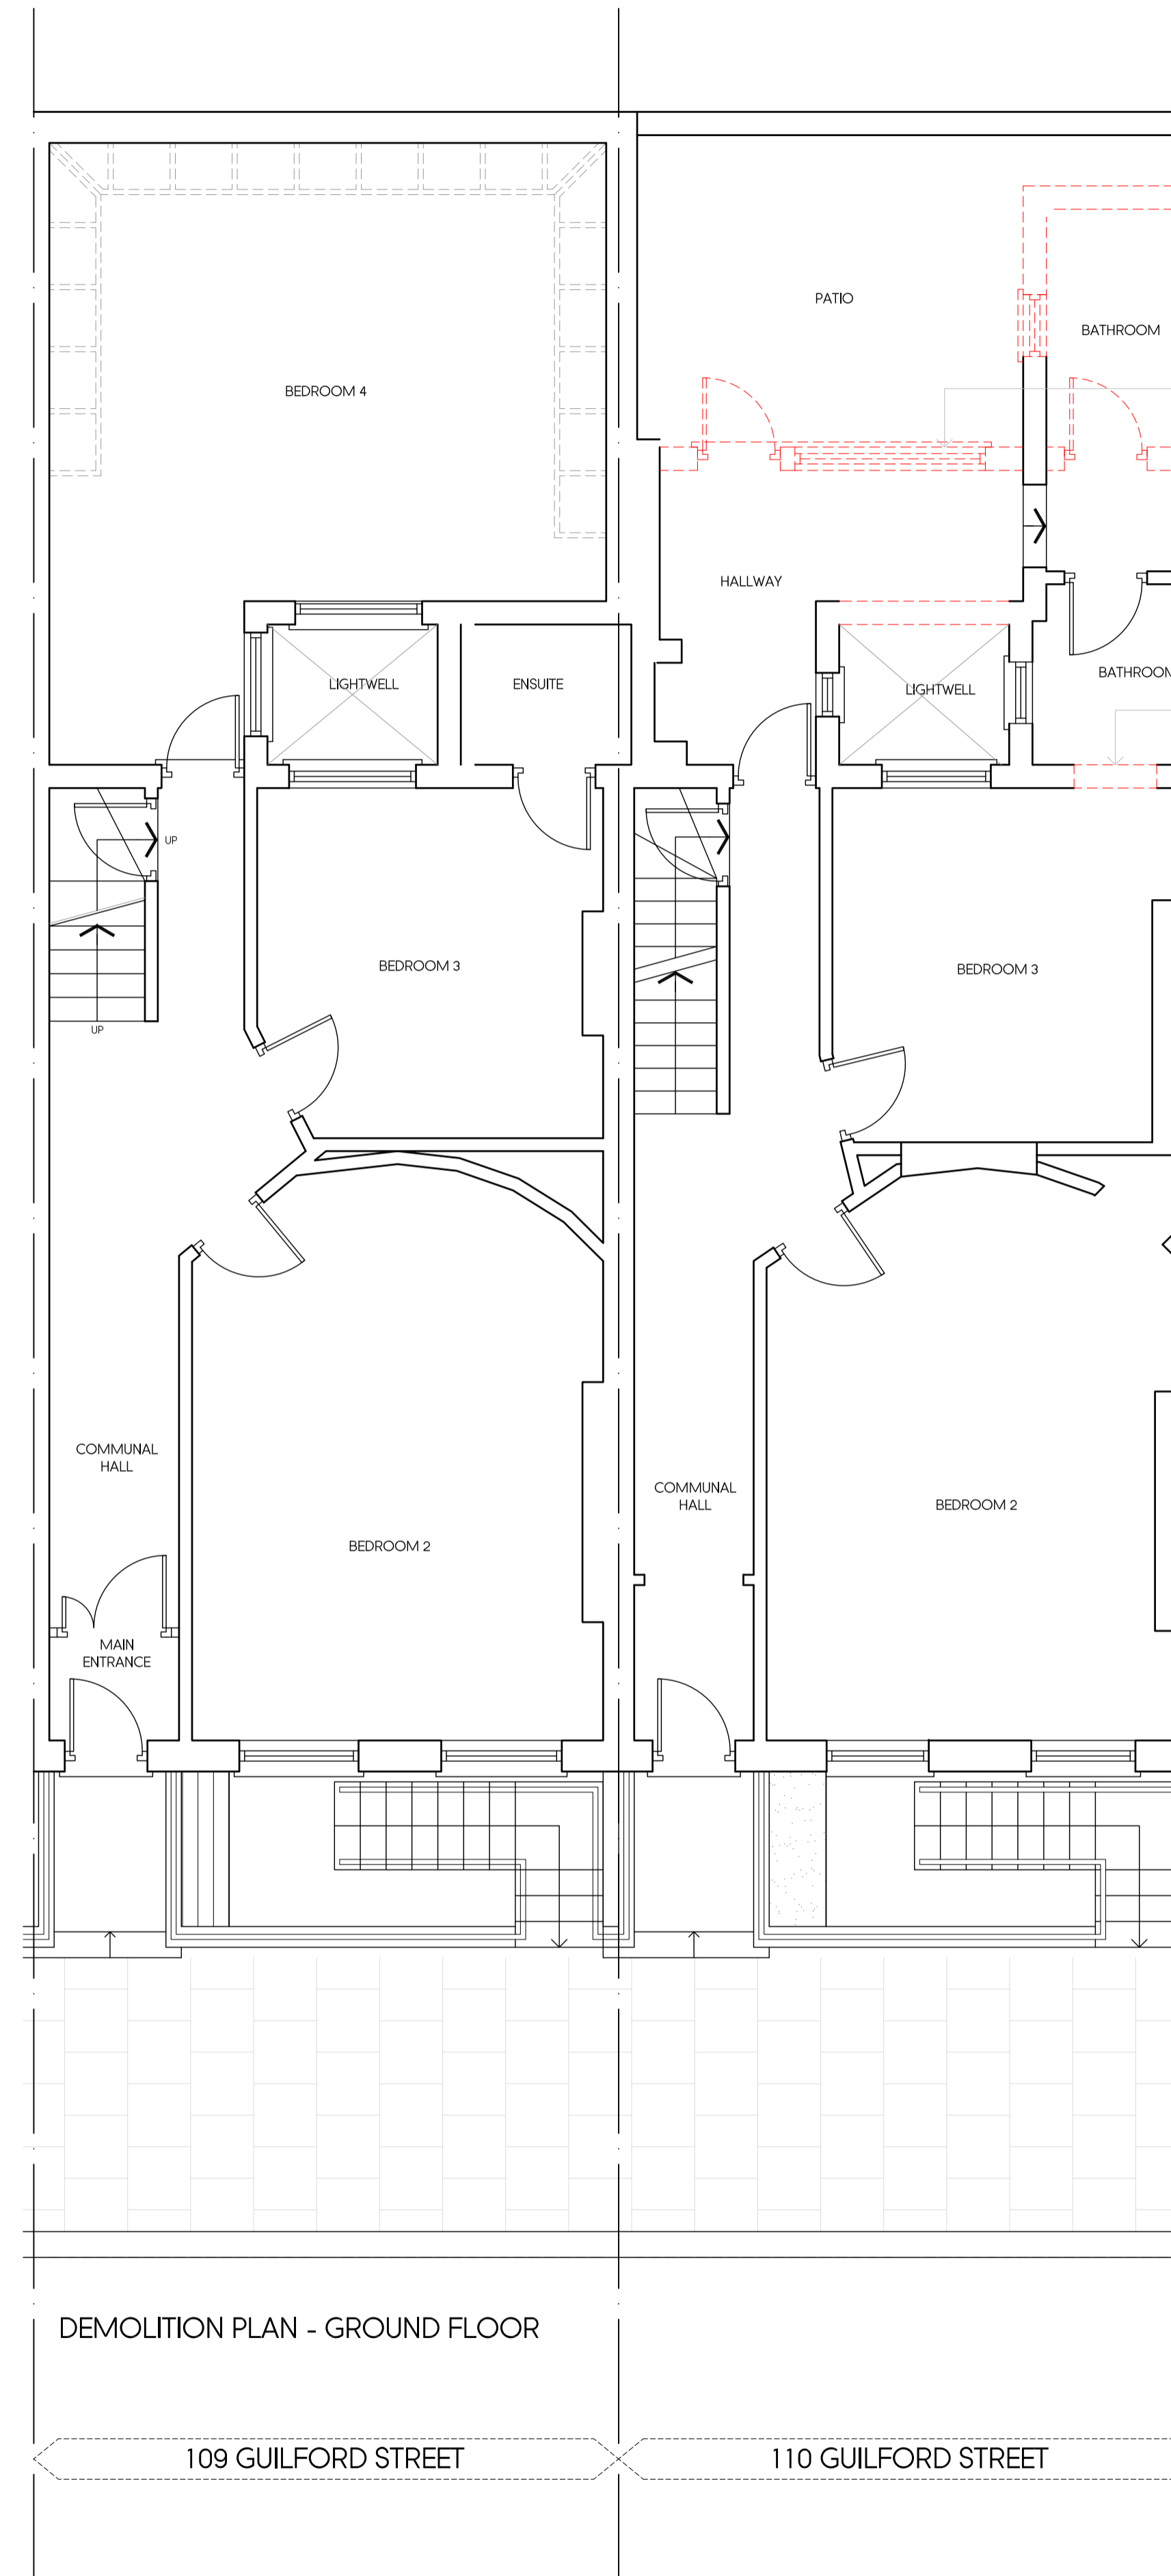 PATIO
BATHROOM
BEDROOM 4
HALLWAY
LIGHTWELL
ENSUITE
LIGHTWELL
BATHROOM
UP
BEDROOM 3
BEDROOM 3
UP
COMMUNAL
HALL
COMMUNAL
HALL
BEDROOM 2
BEDROOM 2
MAIN
ENTRANCE
DEMOLITION PLAN - GROUND FLOOR
109 GUILFORD STREET
110 GUILFORD STREET